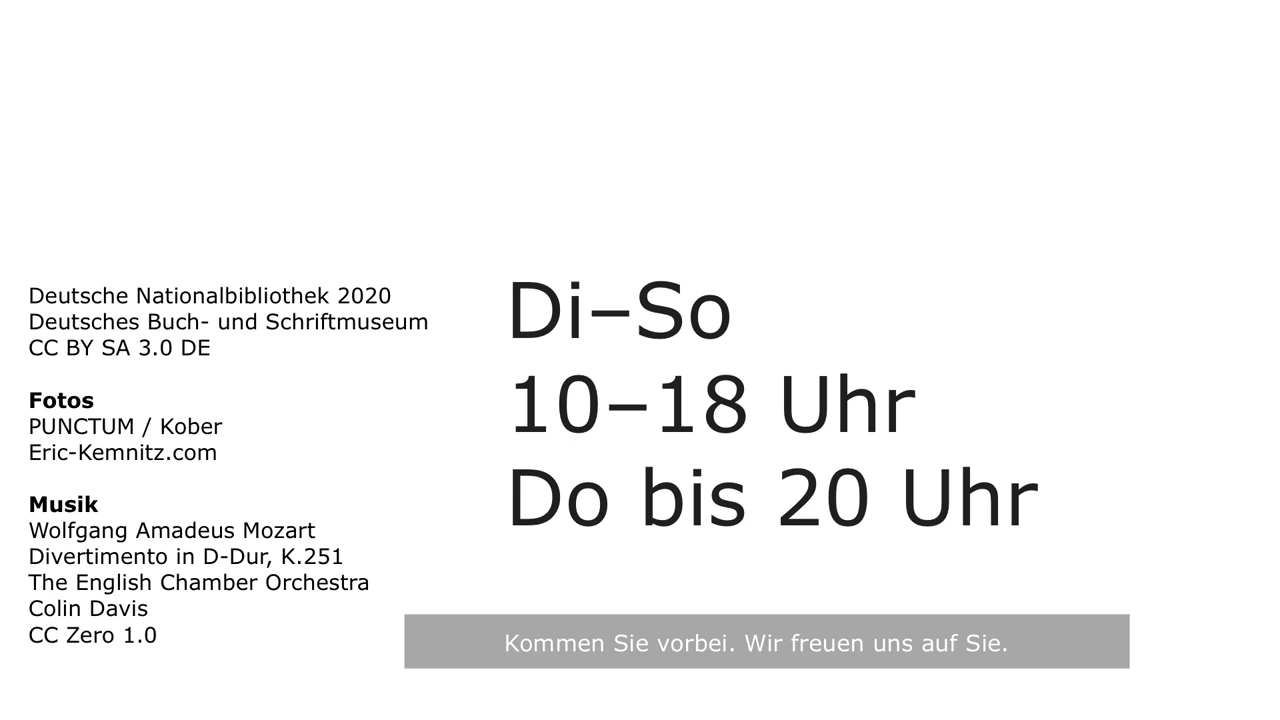 Deutsche Nationalbibliothek 2020
Deutsches Buch- und Schriftmuseum
CC BY SA 3.0 DE
Fotos
PUNCTUM / Kober
Eric-Kemnitz.com
Musik
Wolfgang Amadeus Mozart
Divertimento in D-Dur, K.251
The English Chamber Orchestra
Colin Davis
CC Zero 1.0
Di–So
10–18 Uhr
Do bis 20 Uhr
Kommen Sie vorbei. Wir freuen uns auf Sie.